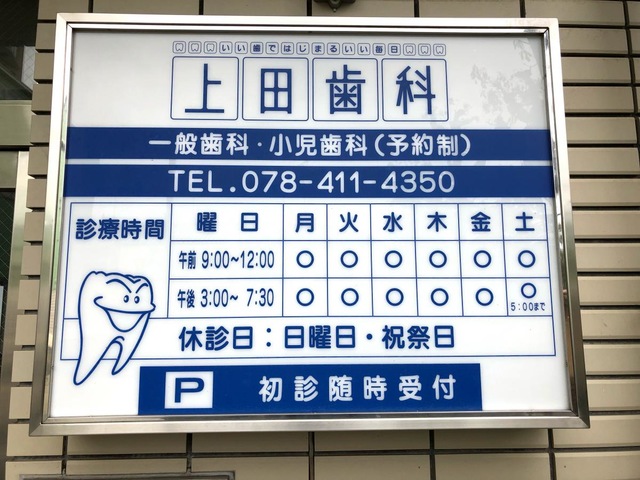 いい歯ではじまるいい毎日
上田歯科
一般歯科・小児歯科(予約制)
TEL.078-411-4350
診療時間 曜日 月 火 水 木 金 土
午前 9:00~12:00 ○ ○ ○ ○ ○ ○
午後 3:00~ 7:30 ○ ○ ○ ○ ○ ○
5:00まで
休診日:日曜日・祝祭日
P 初診随時受付